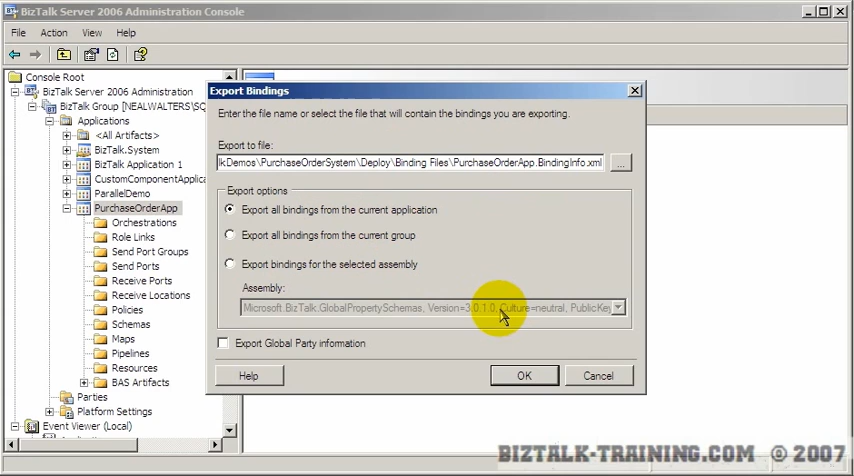 BizTalk Server 2006 Administration Console
File Action View Help
Console Root
BizTalk Server 2006 Administration
BizTalk Group [NEALWALTERS\SQ
Applications
<All Artifacts>
BizTalk.System
BizTalk Application 1
CustomComponentApplica
ParallelDemo
PurchaseOrderApp
Orchestrations
Role Links
Send Port Groups
Send Ports
Receive Ports
Receive Locations
Policies
Schemas
Maps
Pipelines
Resources
BAS Artifacts
Parties
Platform Settings
Event Viewer (Local)
Export Bindings
Enter the file name or select the file that will contain the bindings you are exporting.
Export to file:
lkDemos\PurchaseOrderSystem\Deploy\Binding Files\PurchaseOrderApp.BindingInfo.xml
...
Export options
Export all bindings from the current application
Export all bindings from the current group
Export bindings for the selected assembly
Assembly:
Microsoft.BizTalk.GlobalPropertySchemas, Version=3.0.1.0, Culture=neutral, PublicKey
Export Global Party information
Help OK Cancel
BIZTALK-TRAINING.COM © 2007